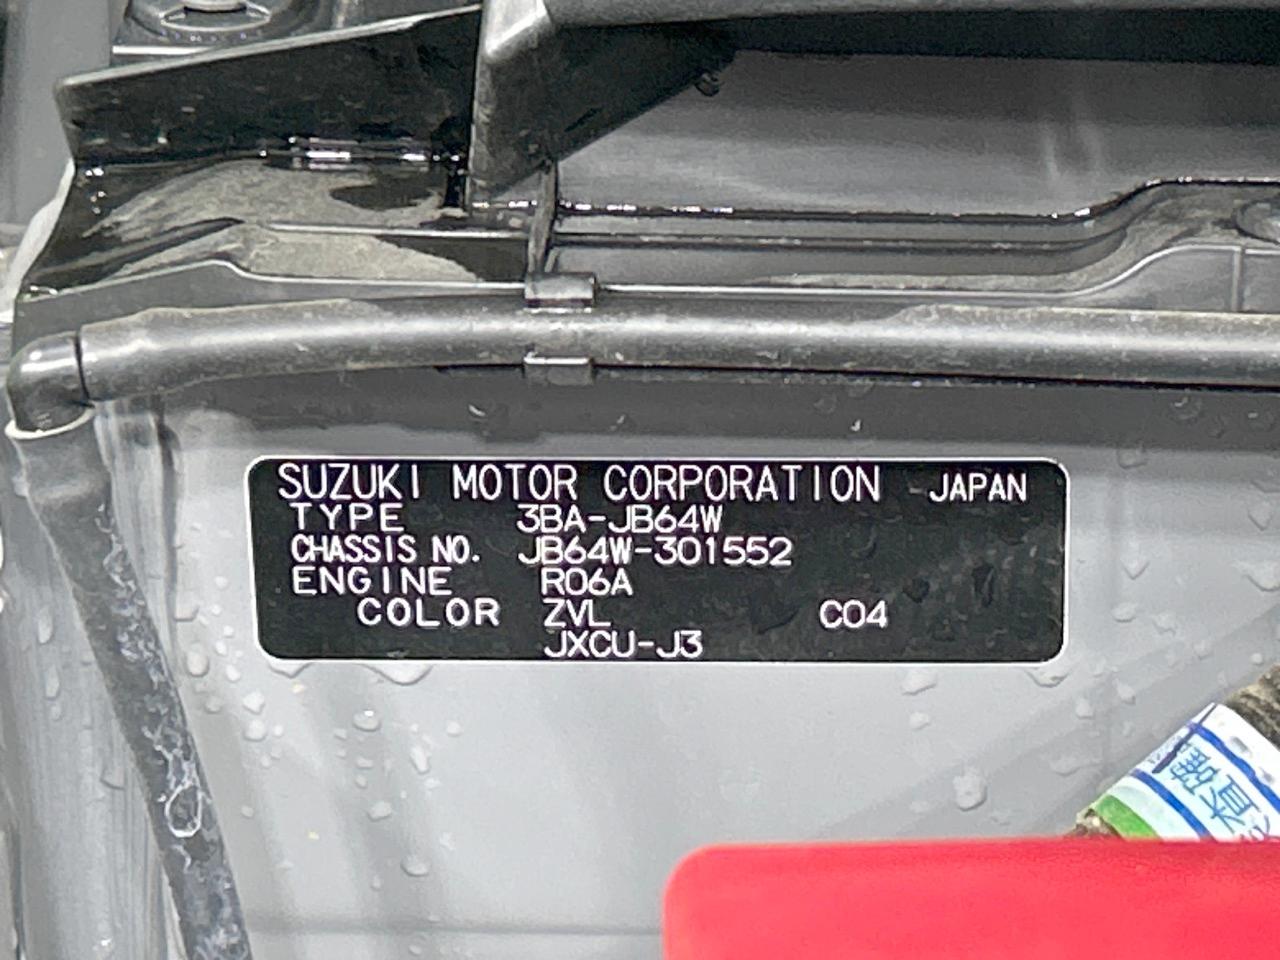 SUZUKI MOTOR CORPORATION JAPAN
TYPE 3BA-JB64W
CHASSIS NO. JB64W-301552
ENGINE R06A
COLOR ZVL C04
JXCU-J3